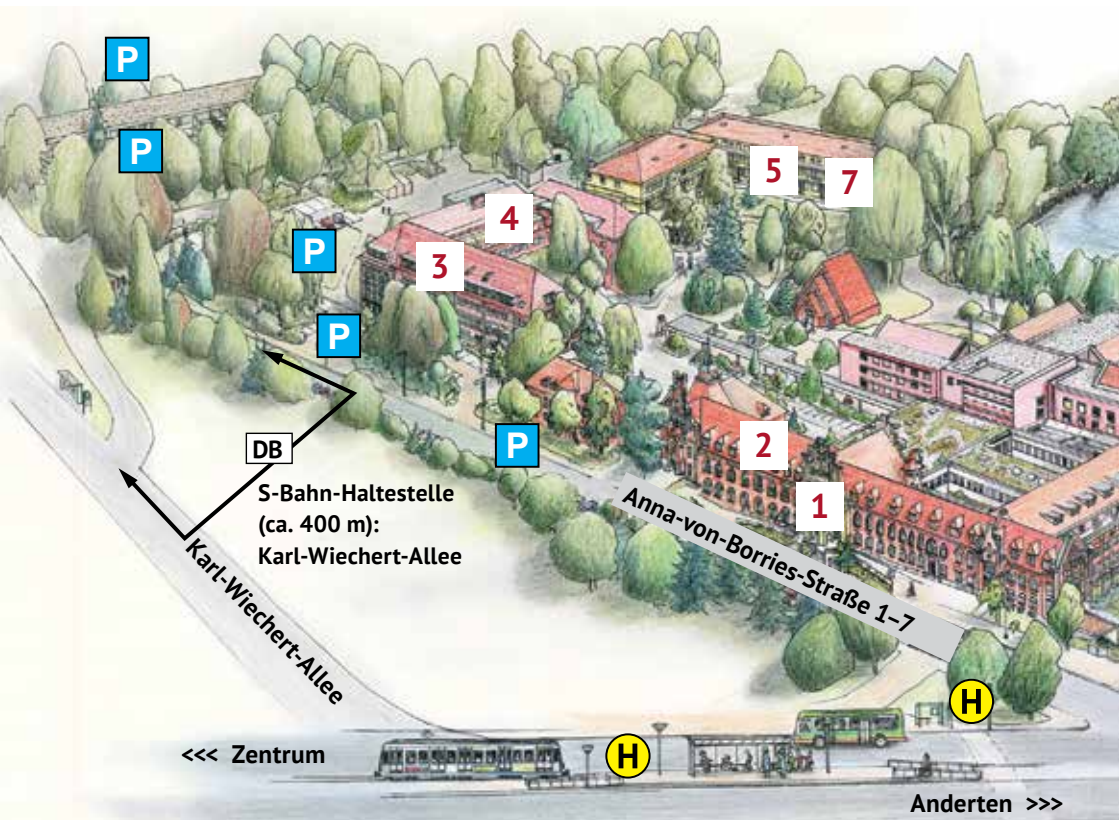 P
P
5
7
4
P
3
P
2
P
DB
S-Bahn-Haltestelle
(ca. 400 m):
Karl-Wiechert-Allee
1
Anna-von-Borries-Straße 1–7
Karl-Wiechert-Allee
H
<<< Zentrum
H
Anderten >>>